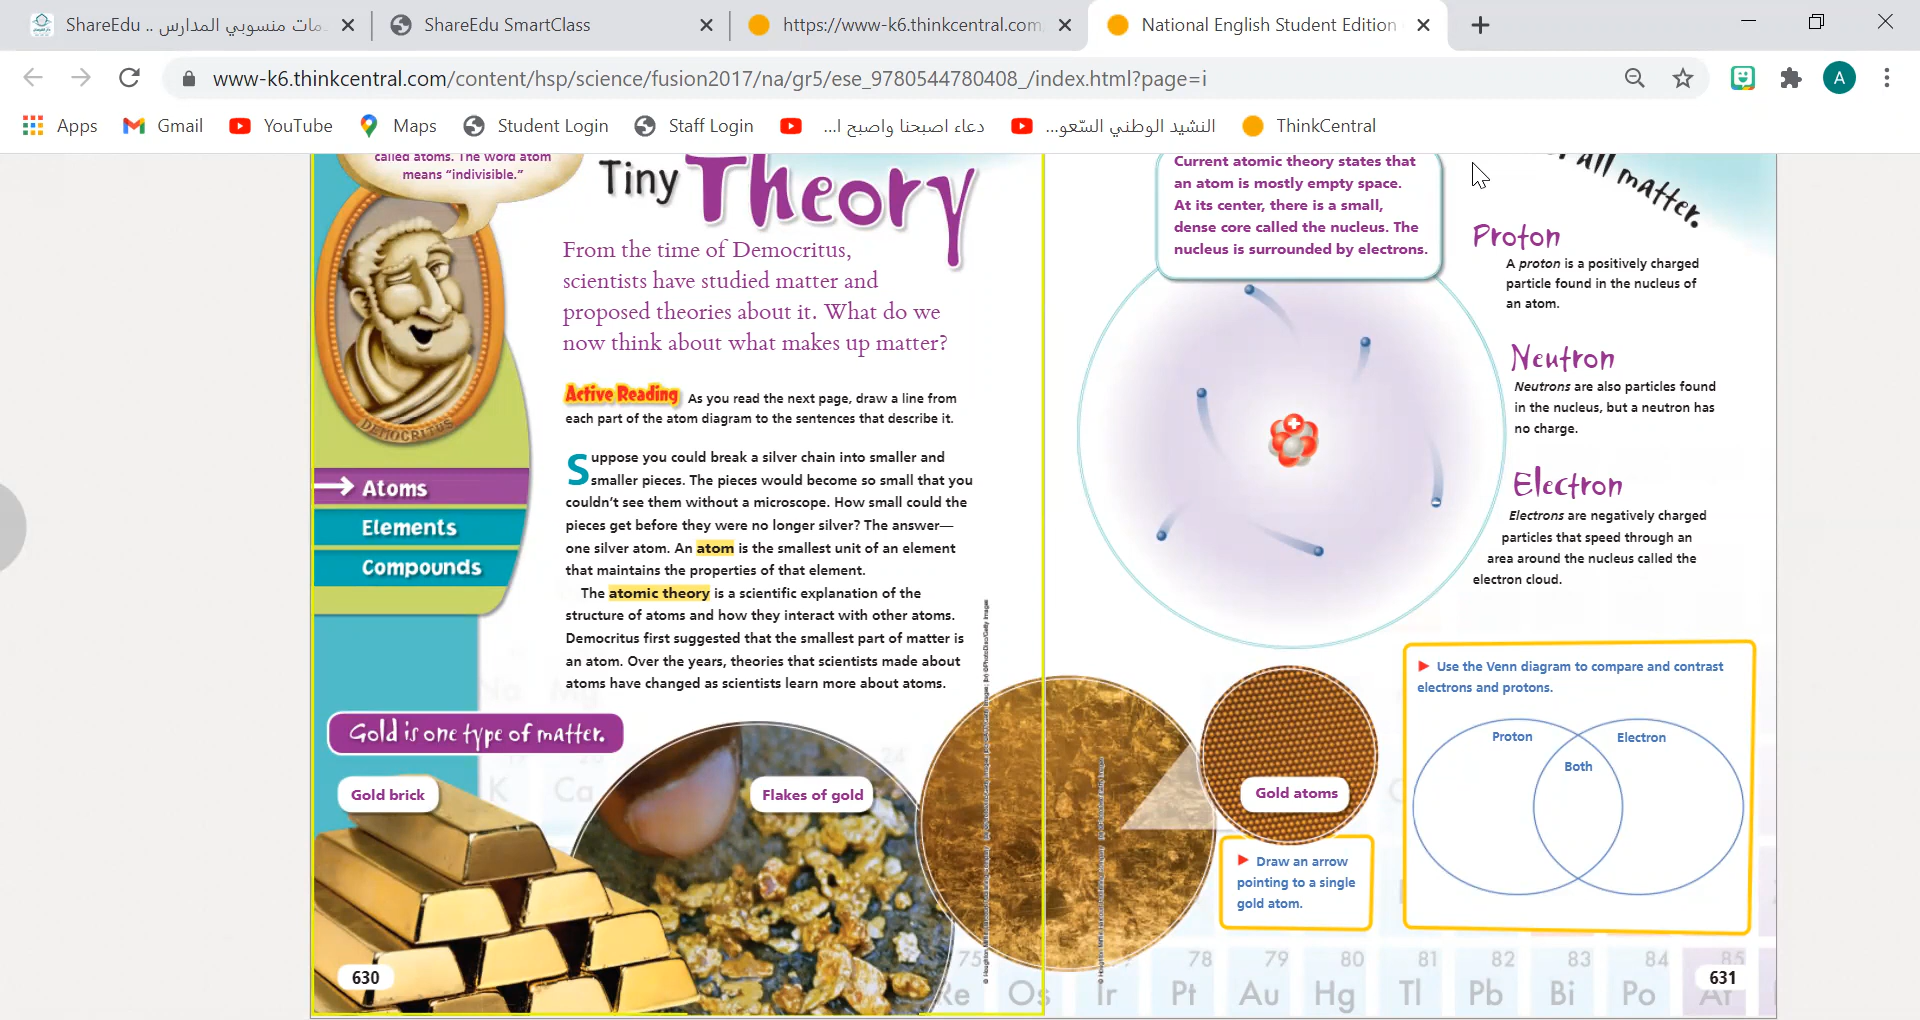 ShareEdu .. مات منسوبي المدارس
ShareEdu SmartClass
https://www-k6.thinkcentral.com
National English Student Edition
www-k6.thinkcentral.com/content/hsp/science/fusion2017/na/gr5/ese_9780544780408_/index.html?page=i
A
Apps
Gmail
YouTube
Maps
Student Login
Staff Login
دعاء اصبحنا واصبح ا...
النشيد الوطني السّعو...
ThinkCentral
called atoms. The word atom
means “indivisible.”
DEMOCRITUS
Atoms
Elements
Compounds
Tiny Theory
From the time of Democritus,
scientists have studied matter and
proposed theories about it. What do we
now think about what makes up matter?
Active Reading As you read the next page, draw a line from
each part of the atom diagram to the sentences that describe it.
Suppose you could break a silver chain into smaller and
smaller pieces. The pieces would become so small that you
couldn’t see them without a microscope. How small could the
pieces get before they were no longer silver? The answer—
one silver atom. An atom is the smallest unit of an element
that maintains the properties of that element.
The atomic theory is a scientific explanation of the
structure of atoms and how they interact with other atoms.
Democritus first suggested that the smallest part of matter is
an atom. Over the years, theories that scientists made about
atoms have changed as scientists learn more about atoms.
Gold is one type of matter.
Gold brick
Flakes of gold
630
Current atomic theory states that
an atom is mostly empty space.
At its center, there is a small,
dense core called the nucleus. The
nucleus is surrounded by electrons.
all matter.
Proton
A proton is a positively charged
particle found in the nucleus of
an atom.
Neutron
Neutrons are also particles found
in the nucleus, but a neutron has
no charge.
Electron
Electrons are negatively charged
particles that speed through an
area around the nucleus called the
electron cloud.
Gold atoms
Draw an arrow
pointing to a single
gold atom.
Use the Venn diagram to compare and contrast
electrons and protons.
Proton
Electron
Both
Na Mg
K Ca
24
75 78 79 80 81 82 83 84 85
Re Os Ir Pt Au Hg Tl Pb Bi Po At
631